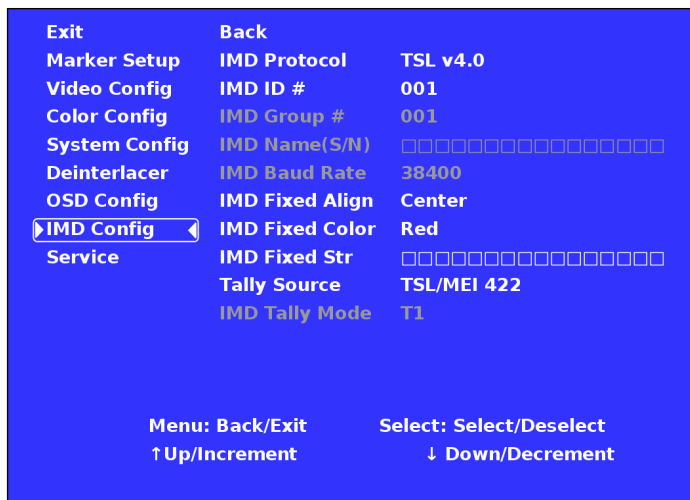 Exit Back
Marker Setup IMD Protocol TSL v4.0
Video Config IMD ID # 001
Color Config IMD Group # 001
System Config IMD Name(S/N) □□□□□□□□□□□□□□□□
Deinterlacer IMD Baud Rate 38400
OSD Config IMD Fixed Align Center
IMD Config IMD Fixed Color Red
Service IMD Fixed Str □□□□□□□□□□□□□□□□
Tally Source TSL/MEI 422
IMD Tally Mode T1
Menu: Back/Exit Select: Select/Deselect
↑Up/Increment ↓ Down/Decrement